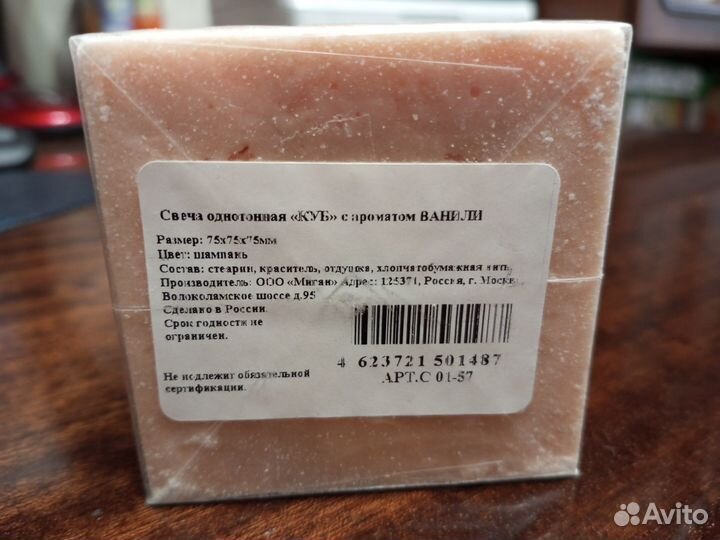 Свеча однотонная «КУБ» с ароматом ВАНИЛИ
Размер: 75х75х75мм
Цвет: шампань
Состав: стеарин, краситель, отдушка, хлопчатобумажная нить
Производитель: ООО «Миган» Адрес: 125371, Россия, г. Москв
Волоколамское шоссе д.95
Сделано в России.
Срок годности не
ограничен.
Не подлежит обязательной
сертификации.
4 623721 501487
АРТ.С 01-57
Avito